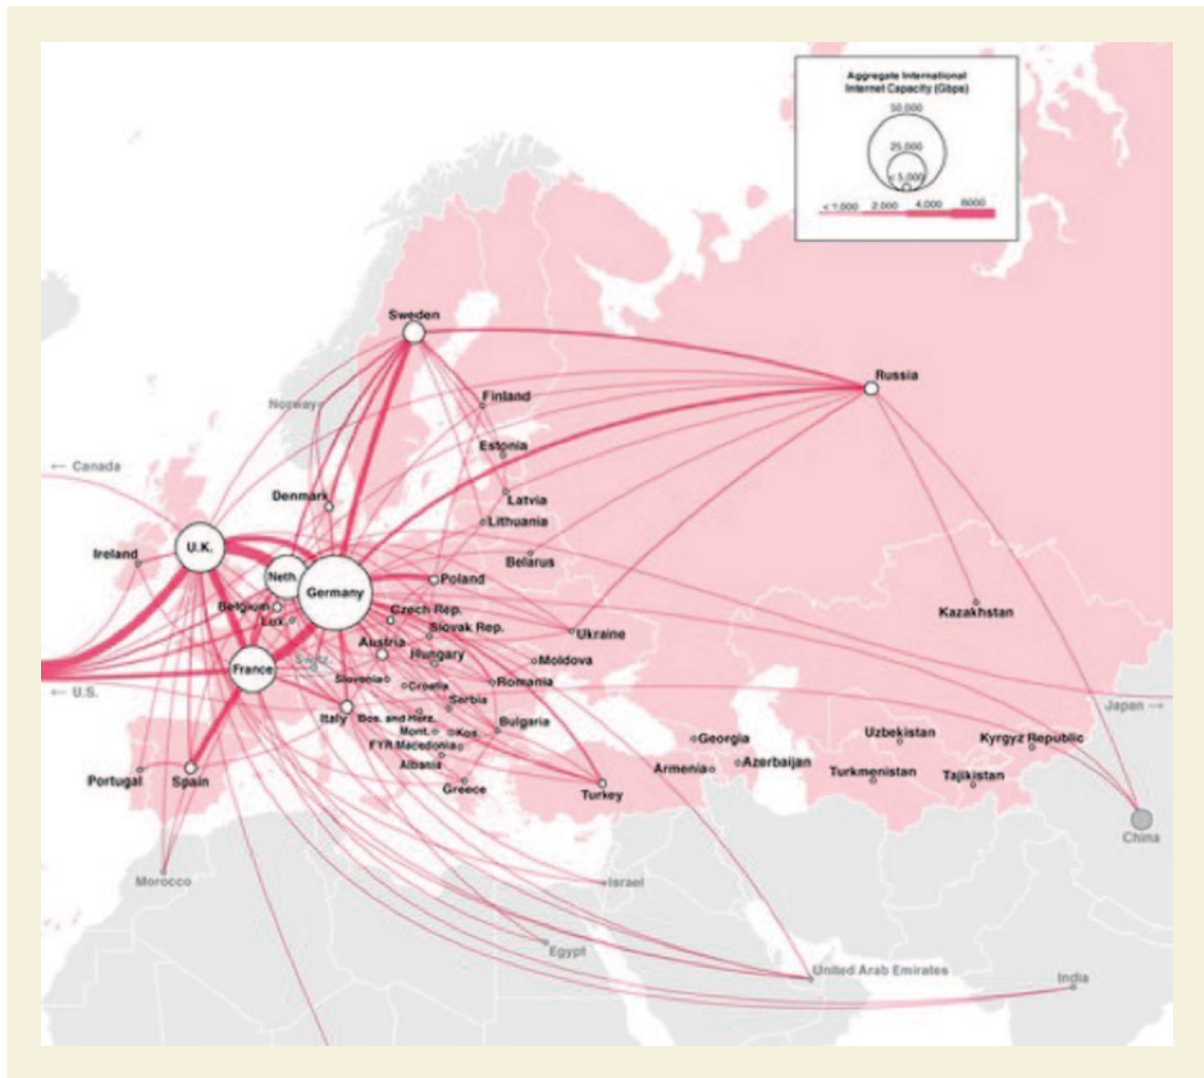 Aggregate International
Internet Capacity (Gbps)
50,000
25,000
< 5,000
< 1,000 2,000 4,000 6000
Sweden
Russia
Finland
Norway
Estonia
← Canada
Denmark
Latvia
Lithuania
U.K.
Ireland
Belarus
Neth.
Poland
Germany
Belgium
Czech Rep.
Kazakhstan
Lux.
Slovak Rep.
Ukraine
Austria
Hungary
Moldova
Switz.
France
Slovenia
Croatia
Romania
← U.S.
Serbia
Japan →
Italy
Bos. and Herz.
Bulgaria
Mont.
Kos.
Georgia
Uzbekistan
Kyrgyz Republic
FYR Macedonia
Albania
Armenia
Azerbaijan
Turkmenistan
Tajikistan
Portugal
Spain
Greece
Turkey
China
Morocco
Israel
Egypt
United Arab Emirates
India